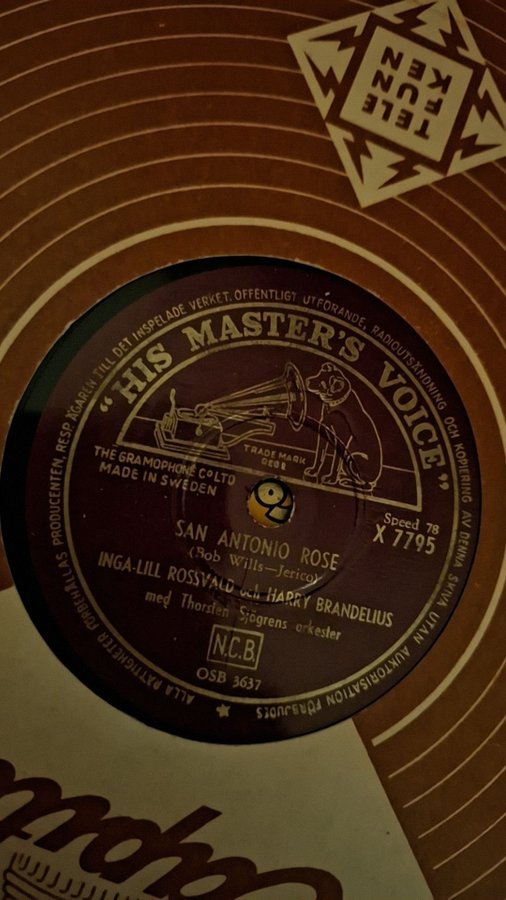 TELE
FUN
KEN
ALLA RÄTTIGHETER FÖRBEHÅLLAS PRODUCENTEN, RESP. ÄGAREN TILL DET INSPELADE VERKET. OFFENTLIGT UTFÖRANDE, RADIOUTSÄNDNING OCH KOPIERING AV DENNA SKIVA UTAN AUKTORISATION FÖRBJUDES
"HIS MASTER'S VOICE"
TRADE MARK
THE GRAMOPHONE CO LTD
MADE IN SWEDEN
Speed 78
X 7795
SAN ANTONIO ROSE
(Bob Wills—Jerico)
INGA-LILL ROSSVALD och HARRY BRANDELIUS
med Thorsten Sjögrens orkester
N.C.B.
OSB 3637